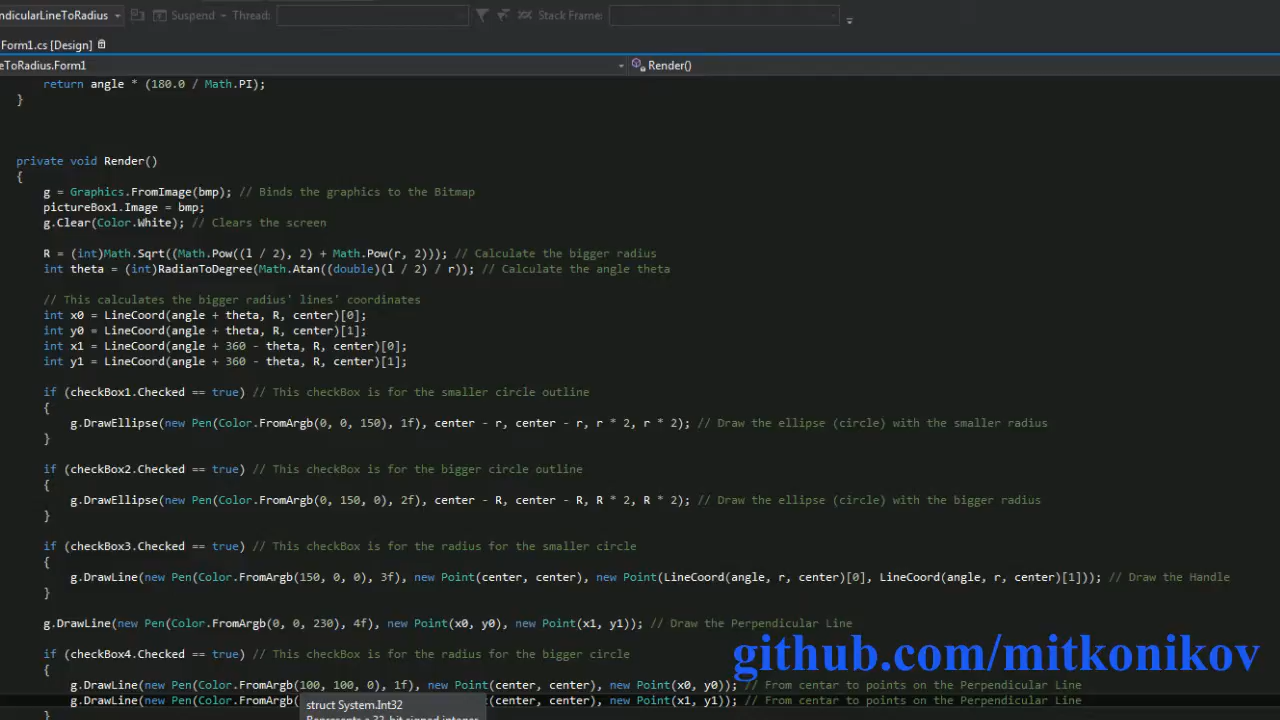 ndicularLineToRadius Suspend Thread: Stack Frame:
Form1.cs [Design]
eToRadius.Form1 Render()
return angle * (180.0 / Math.PI);
}
private void Render()
{
g = Graphics.FromImage(bmp); // Binds the graphics to the Bitmap
pictureBox1.Image = bmp;
g.Clear(Color.White); // Clears the screen
R = (int)Math.Sqrt((Math.Pow((l / 2), 2) + Math.Pow(r, 2))); // Calculate the bigger radius
int theta = (int)RadianToDegree(Math.Atan((double)(l / 2) / r)); // Calculate the angle theta
// This calculates the bigger radius' lines' coordinates
int x0 = LineCoord(angle + theta, R, center)[0];
int y0 = LineCoord(angle + theta, R, center)[1];
int x1 = LineCoord(angle + 360 - theta, R, center)[0];
int y1 = LineCoord(angle + 360 - theta, R, center)[1];
if (checkBox1.Checked == true) // This checkBox is for the smaller circle outline
{
g.DrawEllipse(new Pen(Color.FromArgb(0, 0, 150), 1f), center - r, center - r, r * 2, r * 2); // Draw the ellipse (circle) with the smaller radius
}
if (checkBox2.Checked == true) // This checkBox is for the bigger circle outline
{
g.DrawEllipse(new Pen(Color.FromArgb(0, 150, 0), 2f), center - R, center - R, R * 2, R * 2); // Draw the ellipse (circle) with the bigger radius
}
if (checkBox3.Checked == true) // This checkBox is for the radius for the smaller circle
{
g.DrawLine(new Pen(Color.FromArgb(150, 0, 0), 3f), new Point(center, center), new Point(LineCoord(angle, r, center)[0], LineCoord(angle, r, center)[1])); // Draw the Handle
}
g.DrawLine(new Pen(Color.FromArgb(0, 0, 230), 4f), new Point(x0, y0), new Point(x1, y1)); // Draw the Perpendicular Line
if (checkBox4.Checked == true) // This checkBox is for the radius for the bigger circle
{
g.DrawLine(new Pen(Color.FromArgb(100, 100, 0), 1f), new Point(center, center), new Point(x0, y0)); // From centar to points on the Perpendicular Line
g.DrawLine(new Pen(Color.FromArgb( (center, center), new Point(x1, y1)); // From centar to points on the Perpendicular Line
}
struct System.Int32
Represents a 32-bit signed integer
github.com/mitkonikov